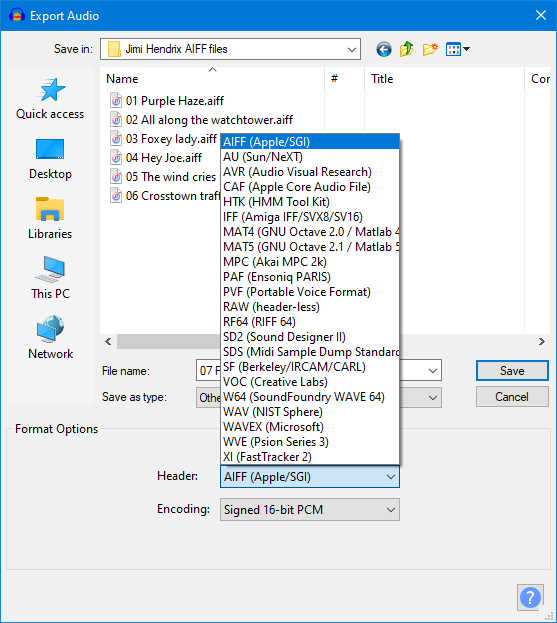 Export Audio
Save in: Jimi Hendrix AIFF files
Name # Title Cor
Quick access
Desktop
Libraries
This PC
Network
01 Purple Haze.aiff
02 All along the watchtower.aiff
03 Foxey lady.aiff
04 Hey Joe.aiff
05 The wind cries
06 Crosstown traff
AIFF (Apple/SGI)
AU (Sun/NeXT)
AVR (Audio Visual Research)
CAF (Apple Core Audio File)
HTK (HMM Tool Kit)
IFF (Amiga IFF/SVX8/SV16)
MAT4 (GNU Octave 2.0 / Matlab 4
MAT5 (GNU Octave 2.1 / Matlab 5
MPC (Akai MPC 2k)
PAF (Ensoniq PARIS)
PVF (Portable Voice Format)
RAW (header-less)
RF64 (RIFF 64)
SD2 (Sound Designer II)
SDS (Midi Sample Dump Standard
SF (Berkeley/IRCAM/CARL)
VOC (Creative Labs)
W64 (SoundFoundry WAVE 64)
WAV (NIST Sphere)
WAVEX (Microsoft)
WVE (Psion Series 3)
XI (FastTracker 2)
File name: 07 Save
Save as type: Othe Cancel
Format Options
Header: AIFF (Apple/SGI)
Encoding: Signed 16-bit PCM
?